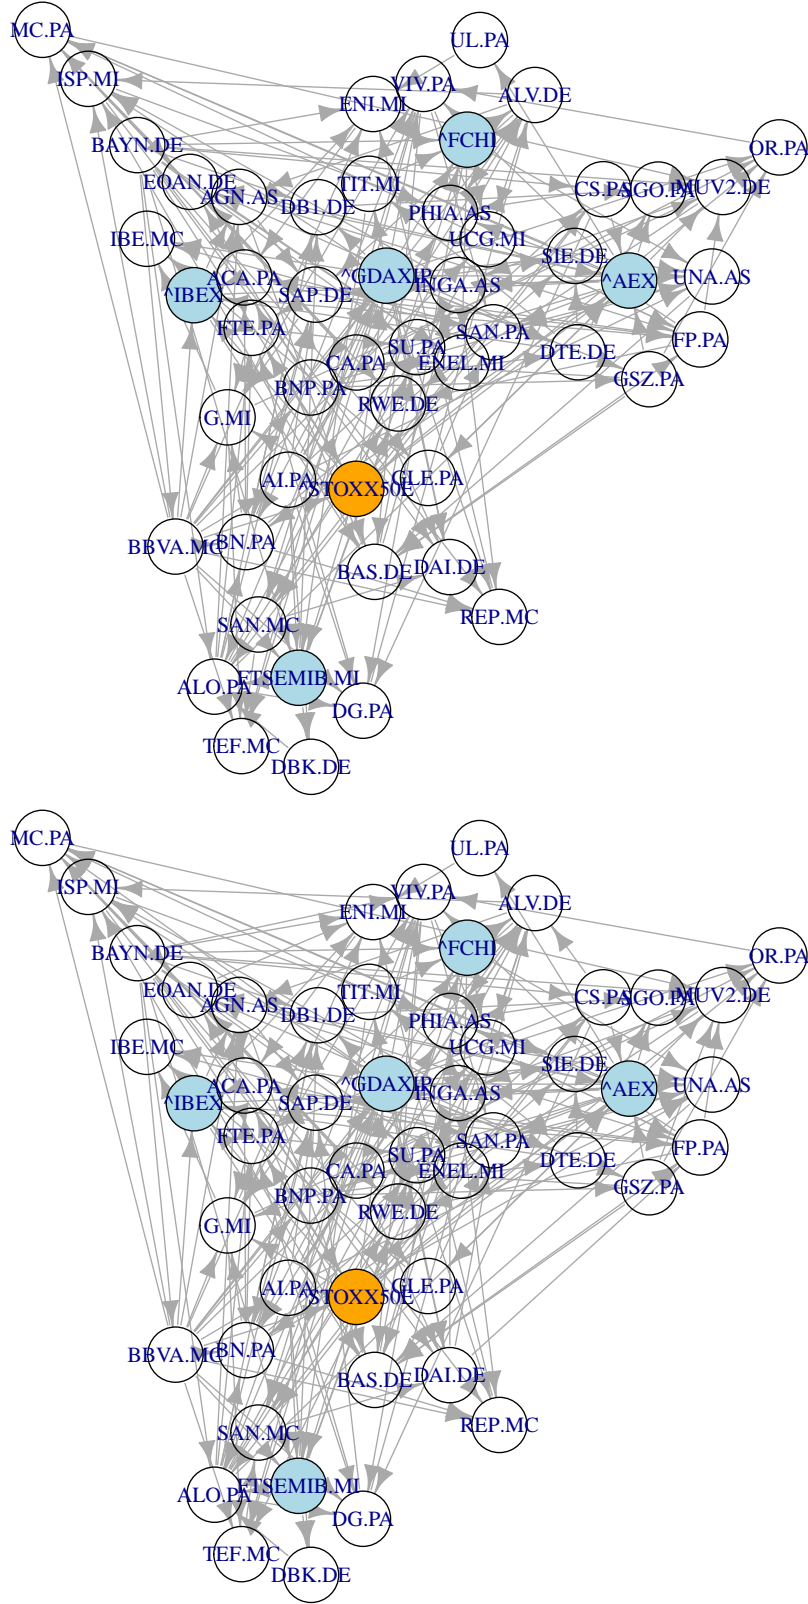 MC.PA
UL.PA
ISP.MI
VIV.PA
ENI.MI
ALV.DE
BAYN.DE
^FCHI
OR.PA
EOAN.DE
AGN.AS
TIT.MI
DB1.DE
CS.PA
SGO.PA
MUV2.DE
PHIA.AS
IBE.MC
UCG.MI
SIE.DE
ACA.PA
^GDAXIP
INGA.AS
^AEX
UNA.AS
^IBEX
SAP.DE
FTE.PA
SAN.PA
FP.PA
SU.PA
CA.PA
ENEL.MI
DTE.DE
GSZ.PA
BNP.PA
RWE.DE
G.MI
AI.PA
^STOXX50E
GLE.PA
BBVA.MC
BN.PA
BAS.DE
DAI.DE
REP.MC
SAN.MC
ALO.PA
FTSEMIB.MI
DG.PA
TEF.MC
DBK.DE
MC.PA
UL.PA
ISP.MI
VIV.PA
ENI.MI
ALV.DE
BAYN.DE
^FCHI
OR.PA
EOAN.DE
AGN.AS
TIT.MI
DB1.DE
CS.PA
SGO.PA
MUV2.DE
PHIA.AS
IBE.MC
UCG.MI
SIE.DE
ACA.PA
^GDAXIP
INGA.AS
^AEX
UNA.AS
^IBEX
SAP.DE
FTE.PA
SAN.PA
FP.PA
SU.PA
CA.PA
ENEL.MI
DTE.DE
GSZ.PA
BNP.PA
RWE.DE
G.MI
AI.PA
^STOXX50E
GLE.PA
BBVA.MC
BN.PA
BAS.DE
DAI.DE
REP.MC
SAN.MC
ALO.PA
FTSEMIB.MI
DG.PA
TEF.MC
DBK.DE